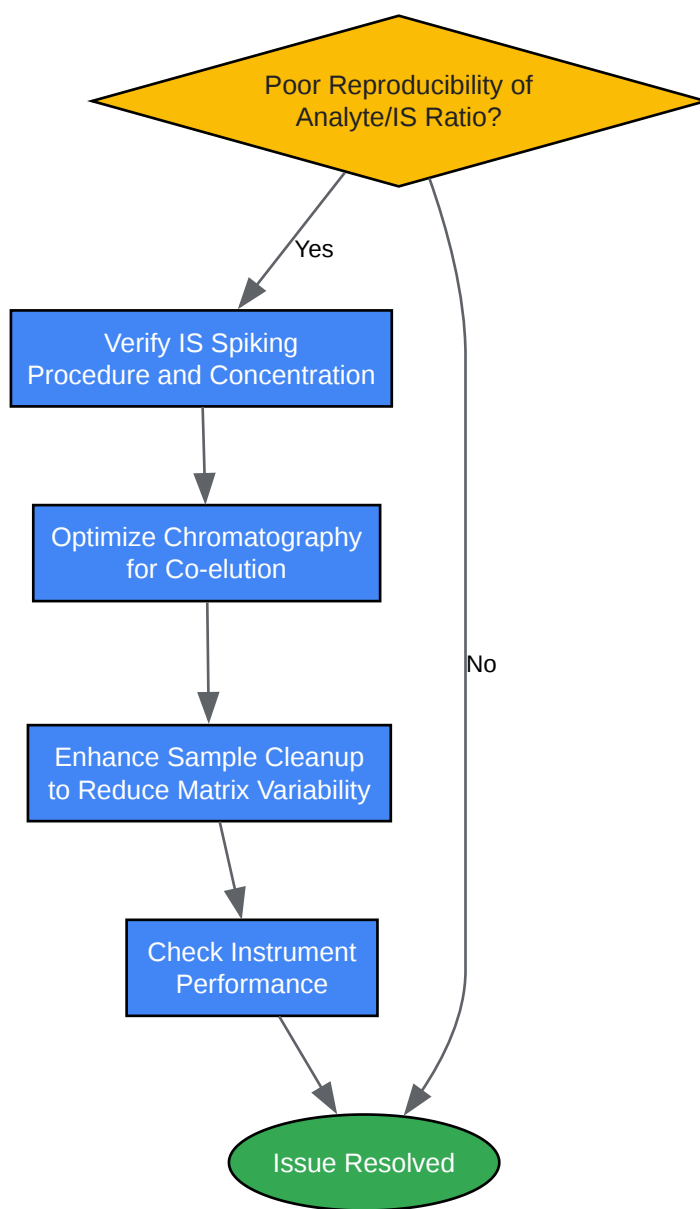 Poor Reproducibility of
Analyte/IS Ratio?
Yes
Verify IS Spiking
Procedure and Concentration
Optimize Chromatography
for Co-elution
No
Enhance Sample Cleanup
to Reduce Matrix Variability
Check Instrument
Performance
Issue Resolved